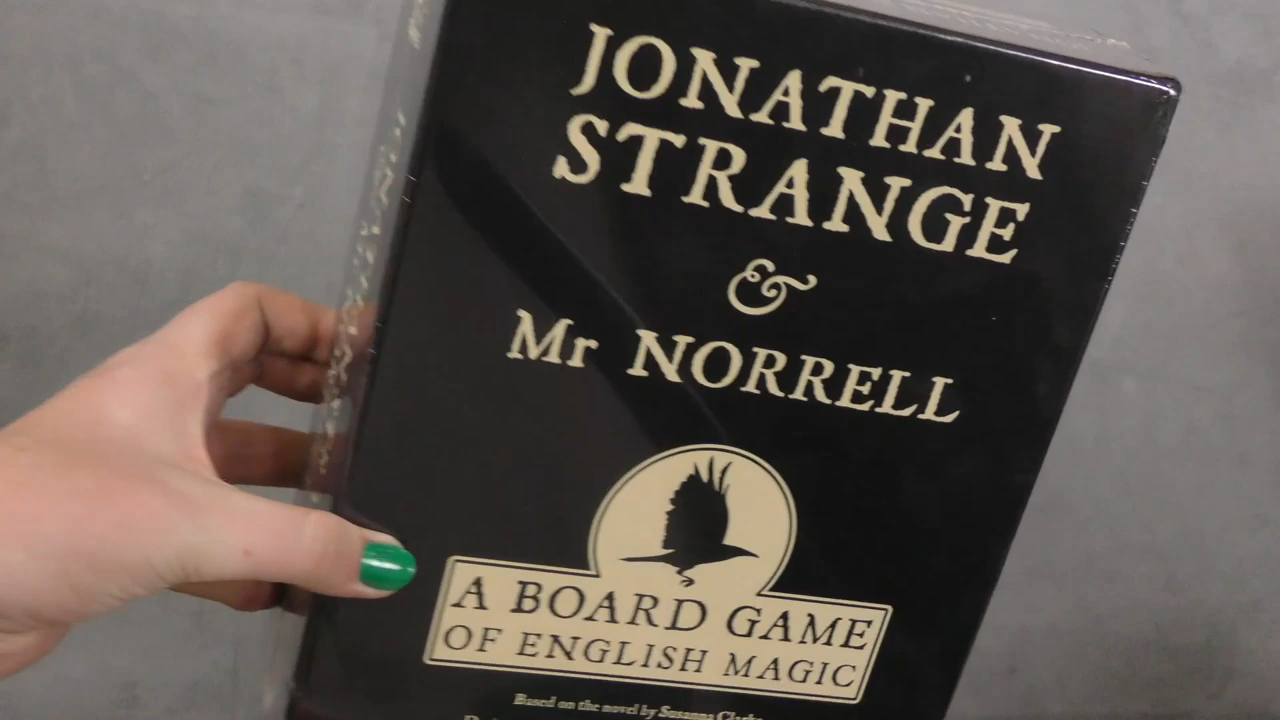 JONATHAN
STRANGE
&
Mr NORRELL
A BOARD GAME
OF ENGLISH MAGIC
Based on the novel by Susanna Clarke